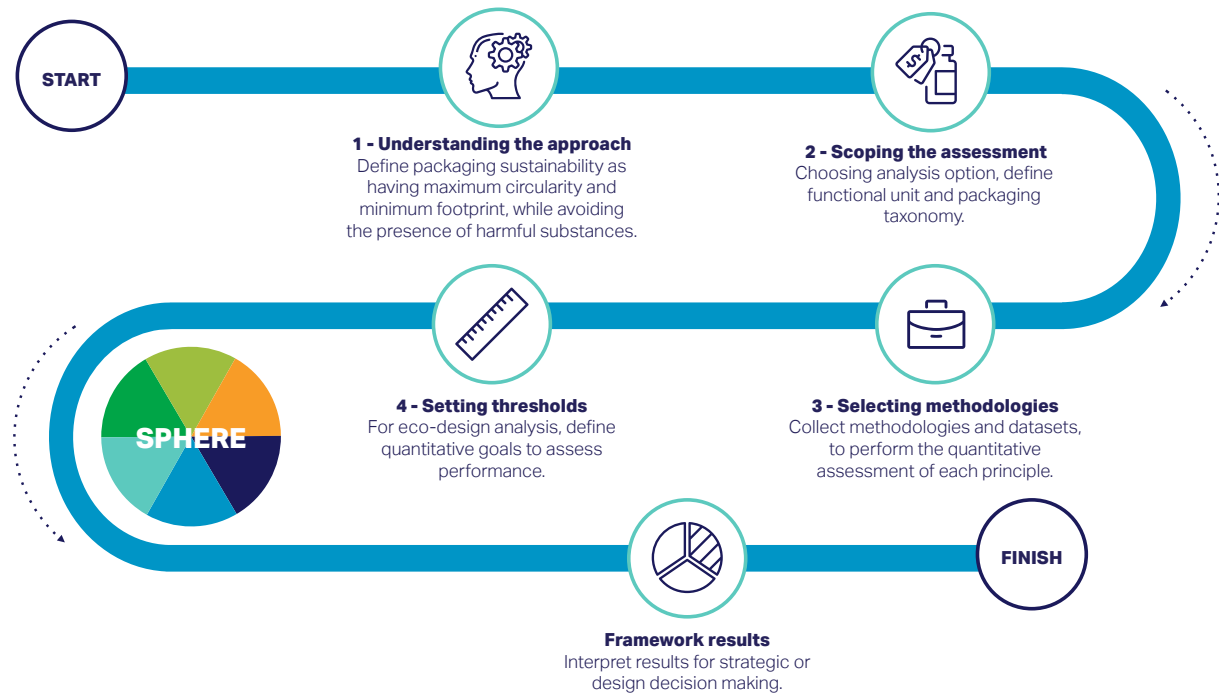 START
1 - Understanding the approach
Define packaging sustainability as
having maximum circularity and
minimum footprint, while avoiding
the presence of harmful substances.
$
2 - Scoping the assessment
Choosing analysis option, define
functional unit and packaging
taxonomy.
3 - Selecting methodologies
Collect methodologies and datasets,
to perform the quantitative
assessment of each principle.
4 - Setting thresholds
For eco-design analysis, define
quantitative goals to assess
performance.
SPHERE
Framework results
Interpret results for strategic or
design decision making.
FINISH